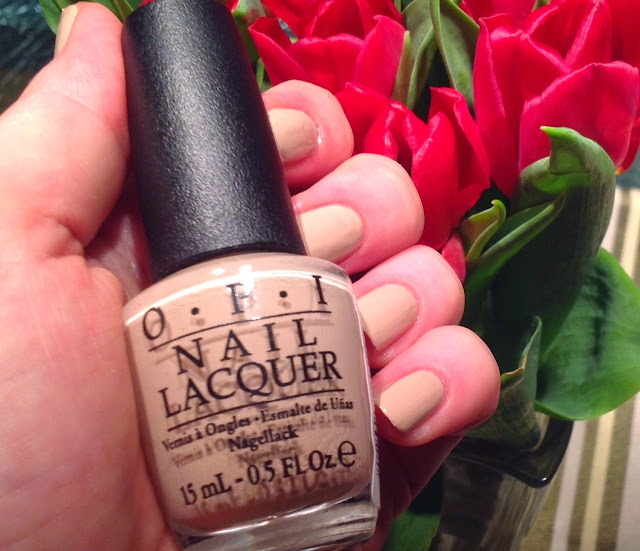 O·P·I
NAIL
LACQUER
Vernis à Ongles • Esmalte de Uñas
Nagellack
15 mL - 0.5 Fl Oz e